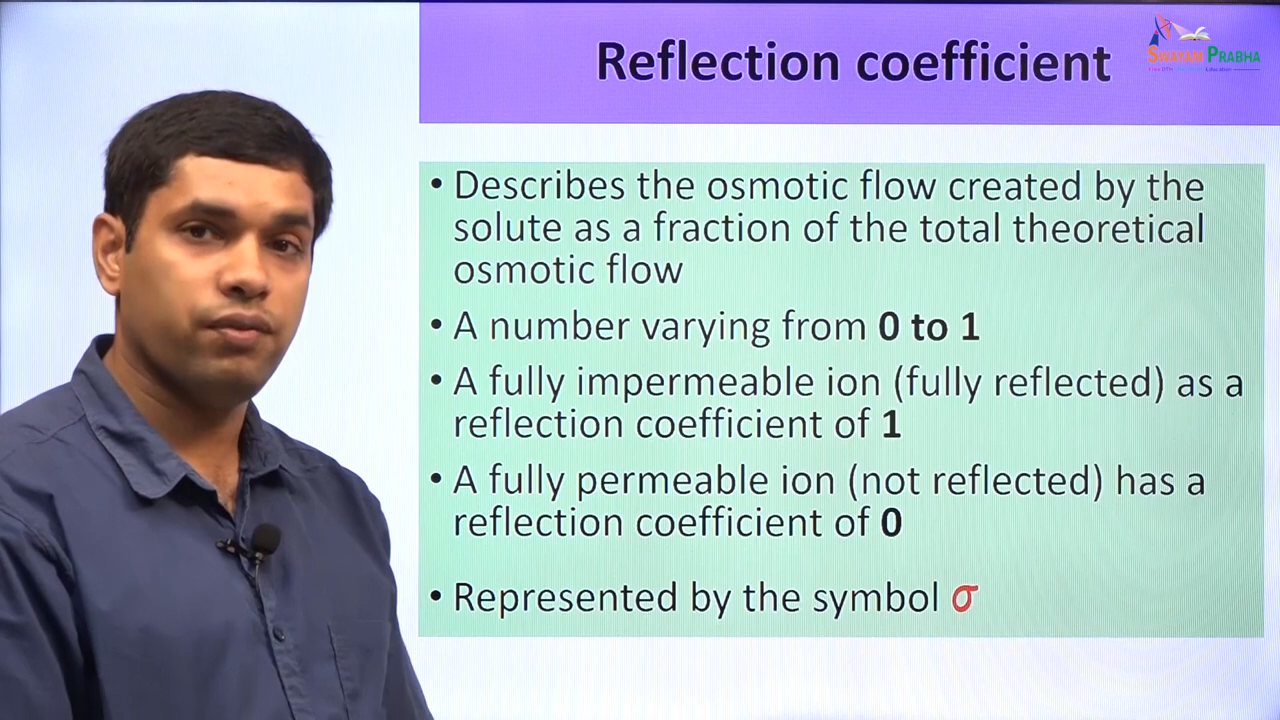 Reflection coefficient
SWAYAM PRABHA
• Describes the osmotic flow created by the
solute as a fraction of the total theoretical
osmotic flow
• A number varying from 0 to 1
• A fully impermeable ion (fully reflected) as a
reflection coefficient of 1
• A fully permeable ion (not reflected) has a
reflection coefficient of 0
• Represented by the symbol σ